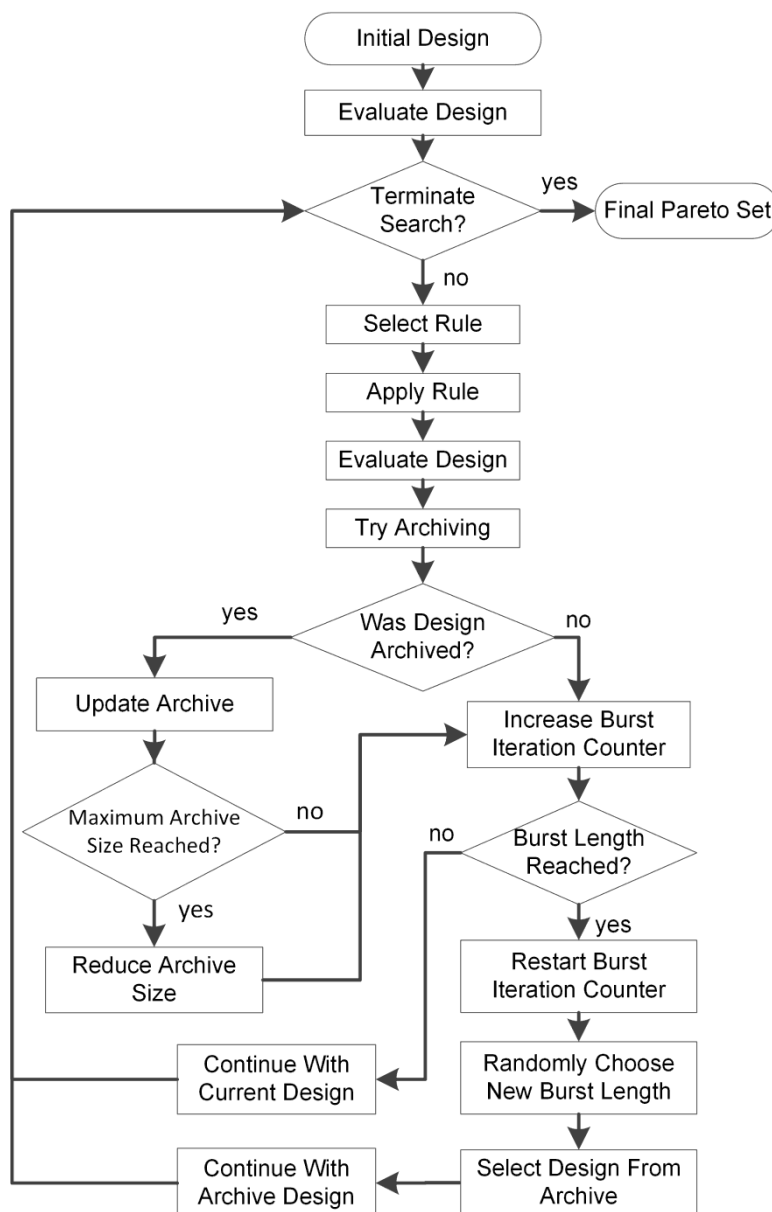 Initial Design
Evaluate Design
Terminate
Search?
yes
Final Pareto Set
no
Select Rule
Apply Rule
Evaluate Design
Try Archiving
Was Design
Archived?
yes
no
Update Archive
Increase Burst
Iteration Counter
Maximum Archive
Size Reached?
no
yes
Reduce Archive
Size
Burst Length
Reached?
no
yes
Restart Burst
Iteration Counter
Continue With
Current Design
Randomly Choose
New Burst Length
Continue With
Archive Design
Select Design From
Archive